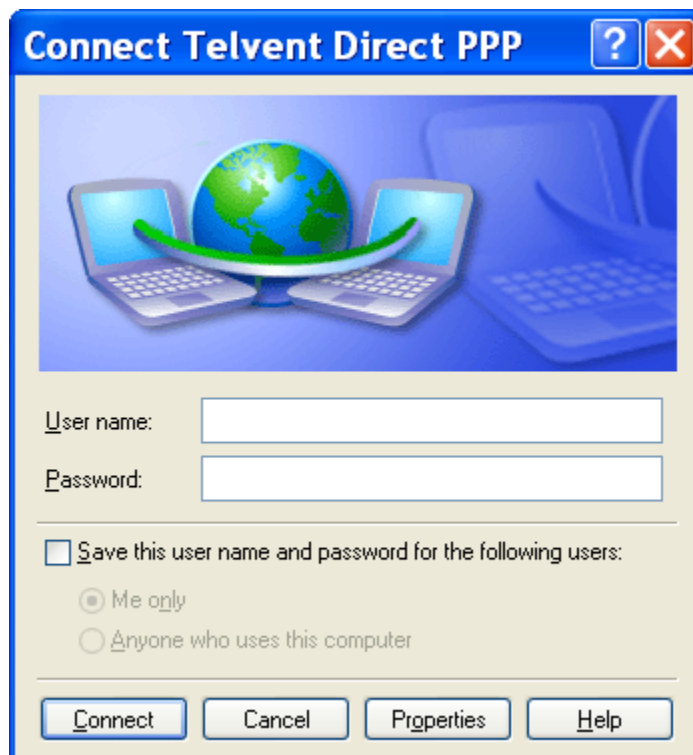 Connect Telvent Direct PPP ?
User name:
Password:
Save this user name and password for the following users:
Me only
Anyone who uses this computer
Connect Cancel Properties Help